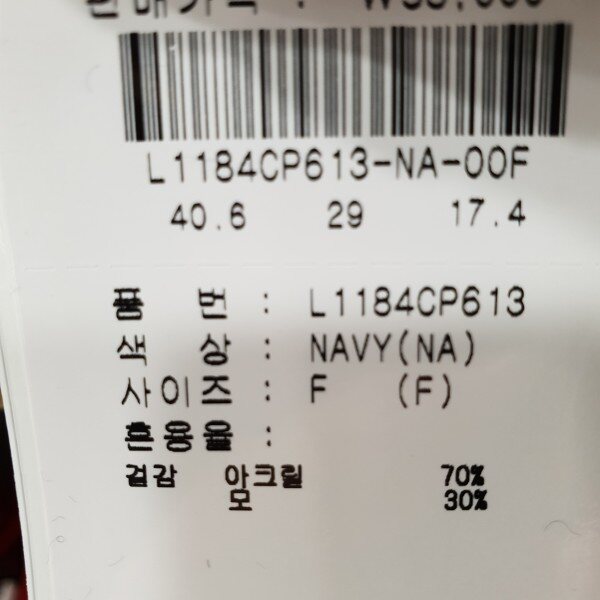 L1184CP613-NA-00F
40.6 29 17.4
품 번 : L1184CP613
색 상 : NAVY(NA)
사이즈 : F (F)
혼용율 :
겉감 아크릴 70%
모 30%